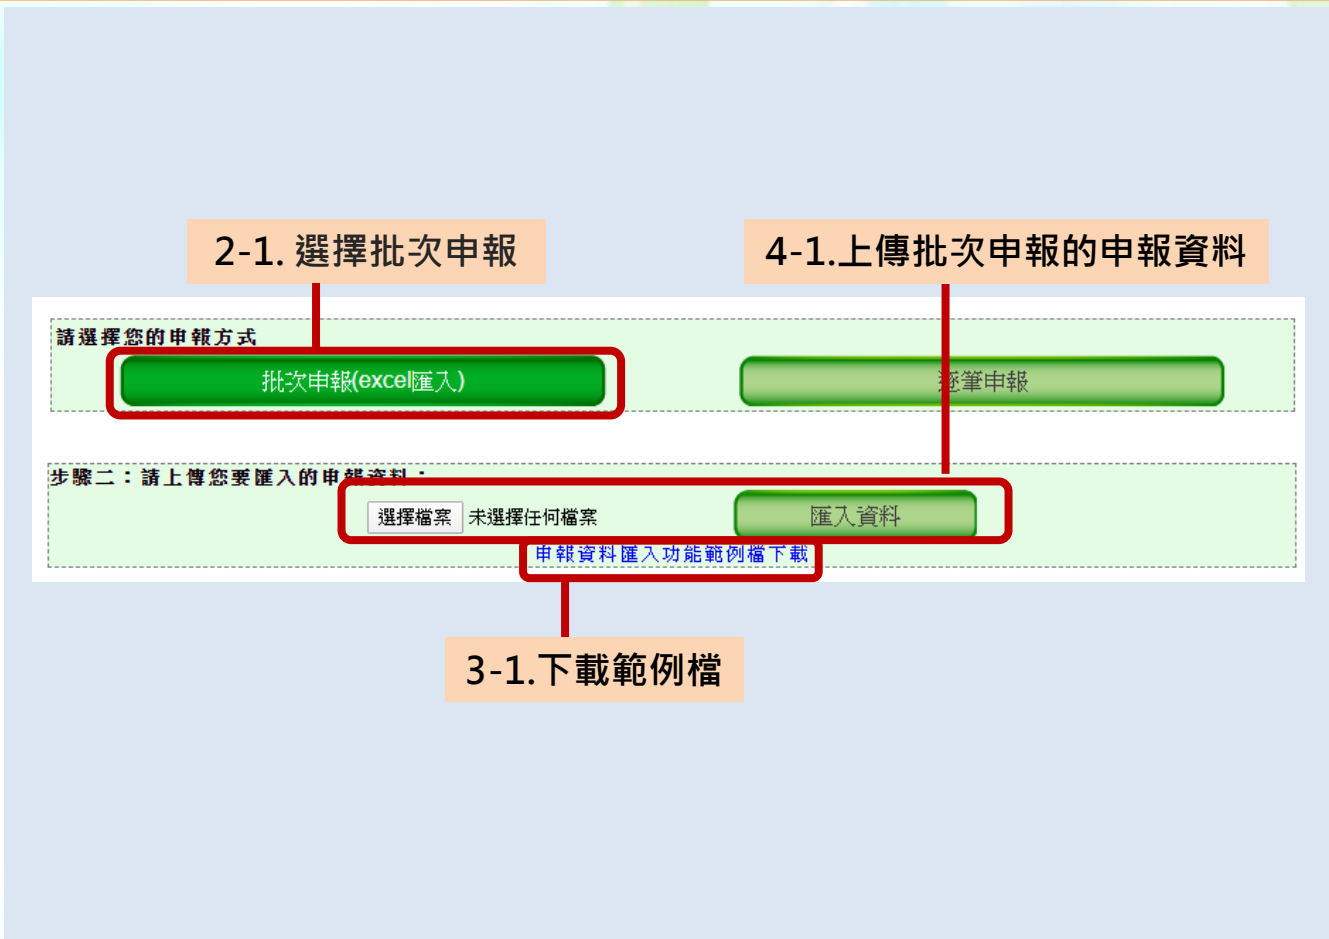 2-1. 選擇批次申報
4-1.上傳批次申報的申報資料
請選擇您的申報方式
批次申報(excel匯入)
逐筆申報
步驟二：請上傳您要匯入的申報資料：
選擇檔案 未選擇任何檔案
匯入資料
申報資料匯入功能範例檔下載
3-1.下載範例檔